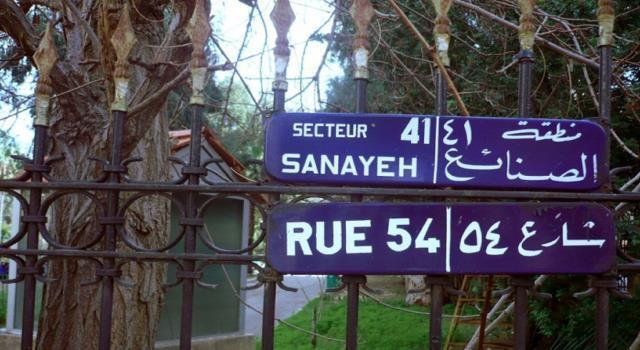 SECTEUR 41
SANAYEH
٤١ منطقة
الصنائع
RUE 54
٥٤ شارع